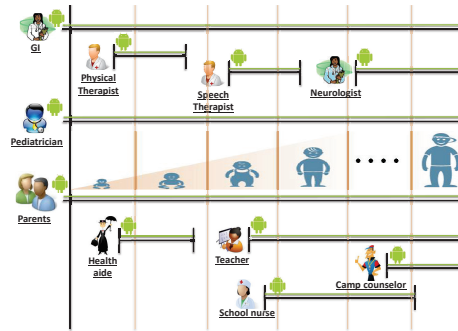 GI
Physical
Therapist
Speech
Therapist
Neurologist
Pediatrician
Parents
Health
aide
Teacher
Camp counselor
School nurse